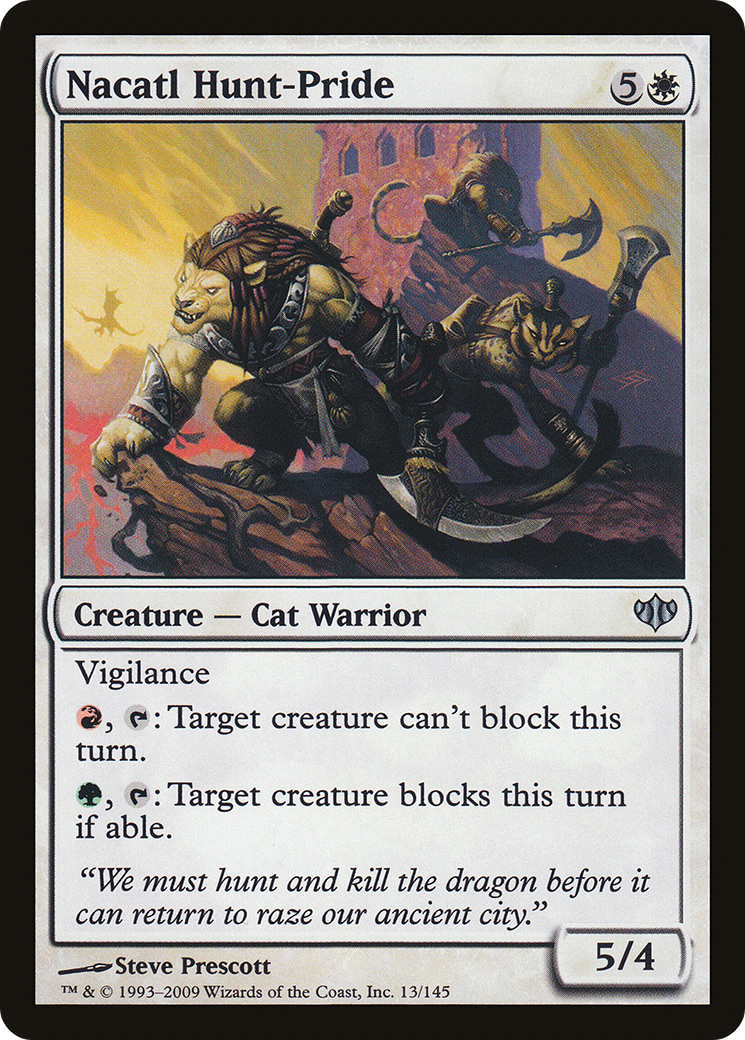 Nacatl Hunt-Pride
5
Creature — Cat Warrior
Vigilance
, : Target creature can't block this
turn.
, : Target creature blocks this turn
if able.
“We must hunt and kill the dragon before it
can return to raze our ancient city.”
5/4
Steve Prescott
™ & © 1993–2009 Wizards of the Coast, Inc. 13/145